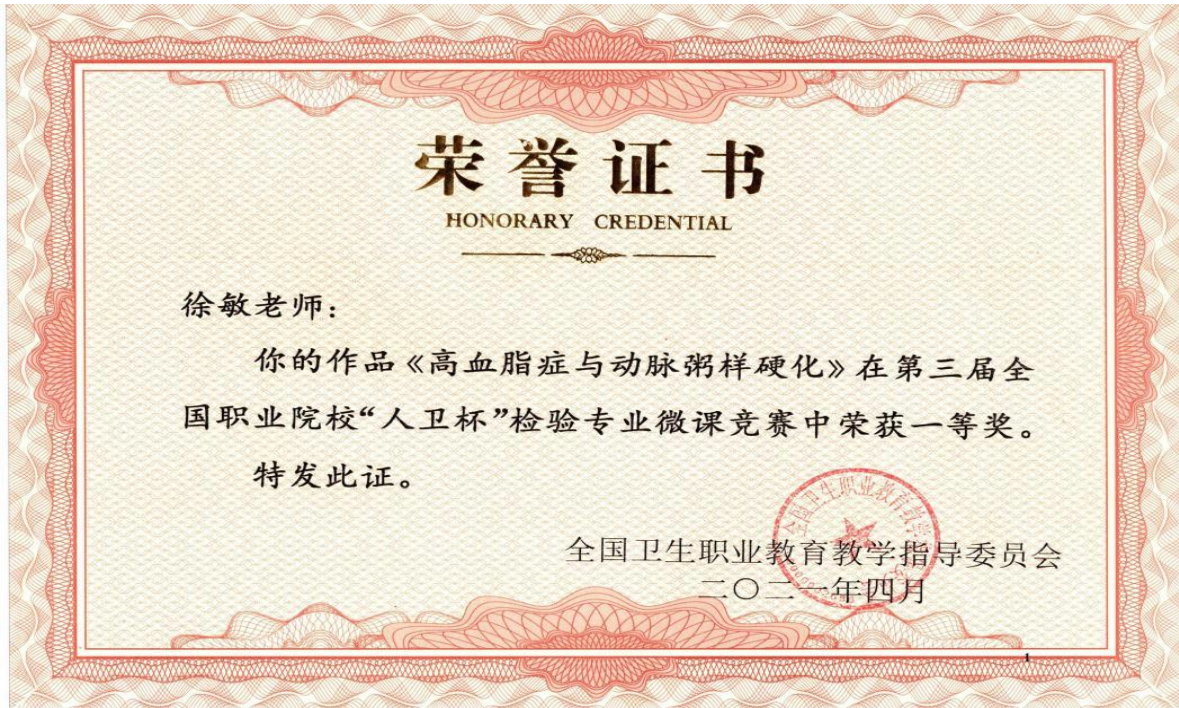 荣誉证书
HONORARY CREDENTIAL
徐敏老师：
你的作品《高血脂症与动脉粥样硬化》在第三届全
国职业院校“人卫杯”检验专业微课竞赛中荣获一等奖。
特发此证。
全国卫生职业教育教学指导委员会
二〇二一年四月
1